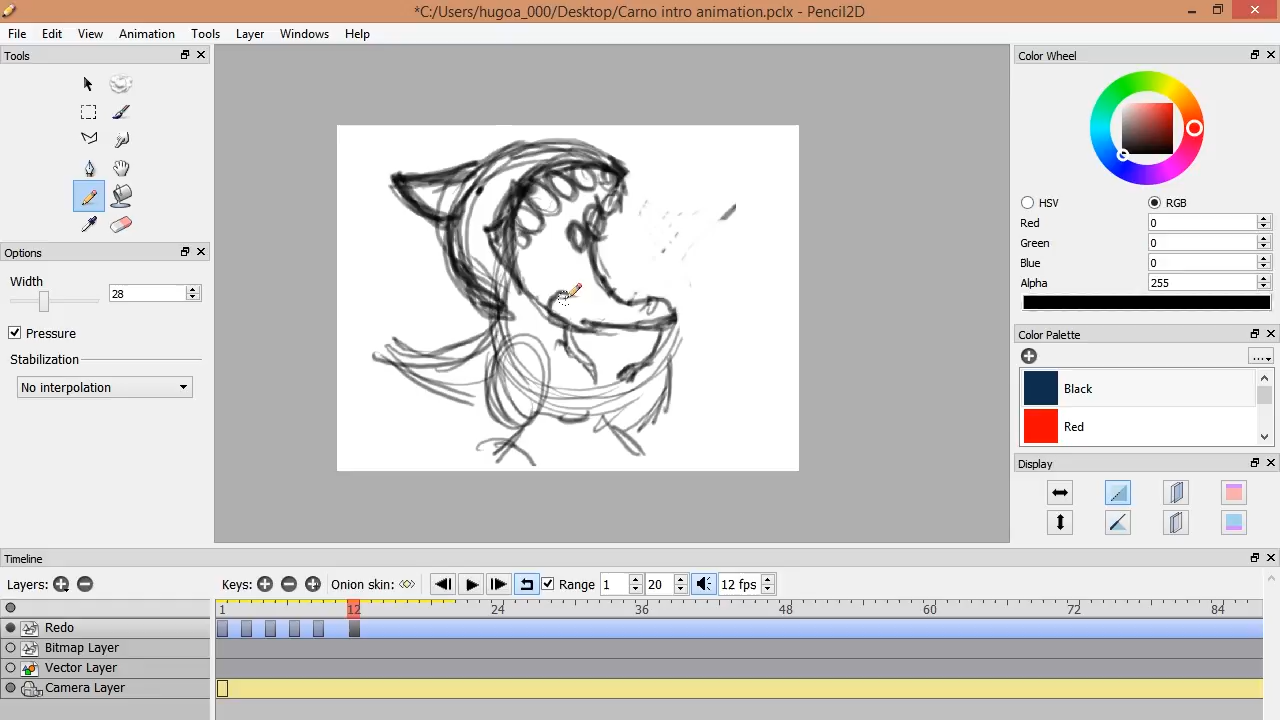 *C:/Users/hugoa_000/Desktop/Carno intro animation.pclx - Pencil2D
File Edit View Animation Tools Layer Windows Help
Tools
Options
Width
28
Pressure
Stabilization
No interpolation
Color Wheel
HSV RGB
Red 0
Green 0
Blue 0
Alpha 255
Color Palette
...
Black
Red
Display
Timeline
Layers: Keys: Onion skin: Range 1 20 12 fps
1 12 24 36 48 60 72 84
Redo
Bitmap Layer
Vector Layer
Camera Layer